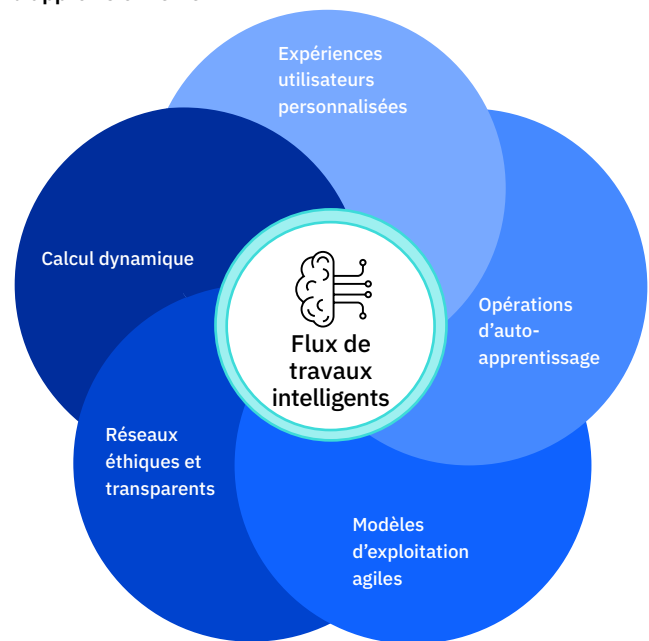 Expériences
utilisateurs
personnalisées
Calcul dynamique
Opérations
d’auto-
apprentissage
Flux de
travaux
intelligents
Réseaux
éthiques et
transparents
Modèles
d’exploitation
agiles